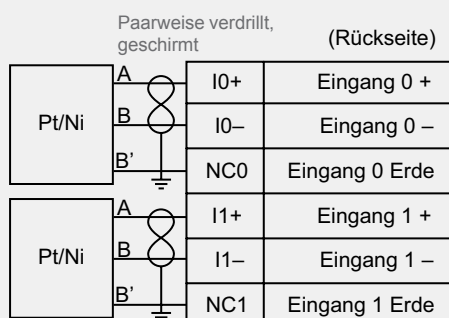 Paarweise verdrillt,
geschirmt
(Rückseite)
A
I0+
Eingang 0 +
Pt/Ni
B
I0–
Eingang 0 –
B’
NC0
Eingang 0 Erde
A
I1+
Eingang 1 +
Pt/Ni
B
I1–
Eingang 1 –
B’
NC1
Eingang 1 Erde